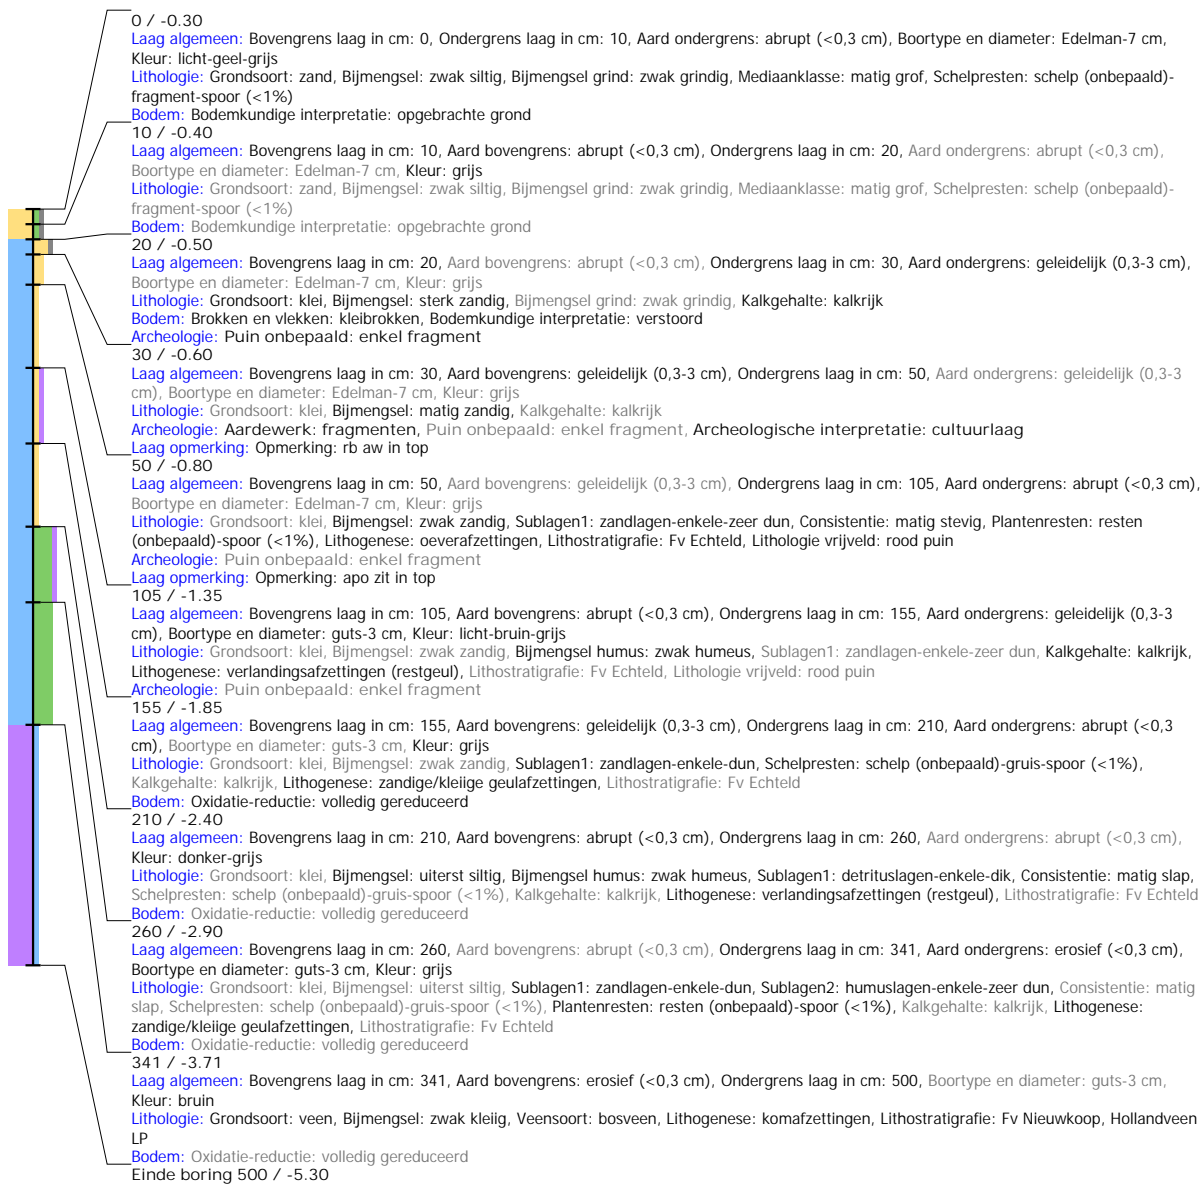 0 / -0.30
Laag algemeen: Bovengrens laag in cm: 0, Ondergrens laag in cm: 10, Aard ondergrens: abrupt (<0,3 cm), Boortype en diameter: Edelman-7 cm,
Kleur: licht-geel-grijs
Lithologie: Grondsoort: zand, Bijmengsel: zwak siltig, Bijmengsel grind: zwak grindig, Mediaanklasse: matig grof, Schelpresten: schelp (onbepaald)-
fragment-spoor (<1%)
Bodem: Bodemkundige interpretatie: opgebrachte grond
10 / -0.40
Laag algemeen: Bovengrens laag in cm: 10, Aard bovengrens: abrupt (<0,3 cm), Ondergrens laag in cm: 20, Aard ondergrens: abrupt (<0,3 cm),
Boortype en diameter: Edelman-7 cm, Kleur: grijs
Lithologie: Grondsoort: zand, Bijmengsel: zwak siltig, Bijmengsel grind: zwak grindig, Mediaanklasse: matig grof, Schelpresten: schelp (onbepaald)-
fragment-spoor (<1%)
Bodem: Bodemkundige interpretatie: opgebrachte grond
20 / -0.50
Laag algemeen: Bovengrens laag in cm: 20, Aard bovengrens: abrupt (<0,3 cm), Ondergrens laag in cm: 30, Aard ondergrens: geleidelijk (0,3-3 cm),
Boortype en diameter: Edelman-7 cm, Kleur: grijs
Lithologie: Grondsoort: klei, Bijmengsel: sterk zandig, Bijmengsel grind: zwak grindig, Kalkgehalte: kalkrijk
Bodem: Brokken en vlekken: kleibrokken, Bodemkundige interpretatie: verstoord
Archeologie: Puin onbepaald: enkel fragment
30 / -0.60
Laag algemeen: Bovengrens laag in cm: 30, Aard bovengrens: geleidelijk (0,3-3 cm), Ondergrens laag in cm: 50, Aard ondergrens: geleidelijk (0,3-3
cm), Boortype en diameter: Edelman-7 cm, Kleur: grijs
Lithologie: Grondsoort: klei, Bijmengsel: matig zandig, Kalkgehalte: kalkrijk
Archeologie: Aardewerk: fragmenten, Puin onbepaald: enkel fragment, Archeologische interpretatie: cultuurlaag
Laag opmerking: Opmerking: rb aw in top
50 / -0.80
Laag algemeen: Bovengrens laag in cm: 50, Aard bovengrens: geleidelijk (0,3-3 cm), Ondergrens laag in cm: 105, Aard ondergrens: abrupt (<0,3 cm),
Boortype en diameter: Edelman-7 cm, Kleur: grijs
Lithologie: Grondsoort: klei, Bijmengsel: zwak zandig, Sublagen1: zandlagen-enkele-zeer dun, Consistentie: matig stevig, Plantenresten: resten
(onbepaald)-spoor (<1%), Lithogenese: oeverafzettingen, Lithostratigrafie: Fv Echteld, Lithologie vrijveld: rood puin
Archeologie: Puin onbepaald: enkel fragment
Laag opmerking: Opmerking: apo zit in top
105 / -1.35
Laag algemeen: Bovengrens laag in cm: 105, Aard bovengrens: abrupt (<0,3 cm), Ondergrens laag in cm: 155, Aard ondergrens: geleidelijk (0,3-3
cm), Boortype en diameter: guts-3 cm, Kleur: licht-bruin-grijs
Lithologie: Grondsoort: klei, Bijmengsel: zwak zandig, Bijmengsel humus: zwak humeus, Sublagen1: zandlagen-enkele-zeer dun, Kalkgehalte: kalkrijk,
Lithogenese: verlandingsafzettingen (restgeul), Lithostratigrafie: Fv Echteld, Lithologie vrijveld: rood puin
Archeologie: Puin onbepaald: enkel fragment
155 / -1.85
Laag algemeen: Bovengrens laag in cm: 155, Aard bovengrens: geleidelijk (0,3-3 cm), Ondergrens laag in cm: 210, Aard ondergrens: abrupt (<0,3
cm), Boortype en diameter: guts-3 cm, Kleur: grijs
Lithologie: Grondsoort: klei, Bijmengsel: zwak zandig, Sublagen1: zandlagen-enkele-dun, Schelpresten: schelp (onbepaald)-gruis-spoor (<1%),
Kalkgehalte: kalkrijk, Lithogenese: zandige/kleiige geulafzettingen, Lithostratigrafie: Fv Echteld
Bodem: Oxidatie-reductie: volledig gereduceerd
210 / -2.40
Laag algemeen: Bovengrens laag in cm: 210, Aard bovengrens: abrupt (<0,3 cm), Ondergrens laag in cm: 260, Aard ondergrens: abrupt (<0,3 cm),
Kleur: donker-grijs
Lithologie: Grondsoort: klei, Bijmengsel: uiterst siltig, Bijmengsel humus: zwak humeus, Sublagen1: detrituslagen-enkele-dik, Consistentie: matig slap,
Schelpresten: schelp (onbepaald)-gruis-spoor (<1%), Kalkgehalte: kalkrijk, Lithogenese: verlandingsafzettingen (restgeul), Lithostratigrafie: Fv Echteld
Bodem: Oxidatie-reductie: volledig gereduceerd
260 / -2.90
Laag algemeen: Bovengrens laag in cm: 260, Aard bovengrens: abrupt (<0,3 cm), Ondergrens laag in cm: 341, Aard ondergrens: erosief (<0,3 cm),
Boortype en diameter: guts-3 cm, Kleur: grijs
Lithologie: Grondsoort: klei, Bijmengsel: uiterst siltig, Sublagen1: zandlagen-enkele-dun, Sublagen2: humuslagen-enkele-zeer dun, Consistentie: matig
slap, Schelpresten: schelp (onbepaald)-gruis-spoor (<1%), Plantenresten: resten (onbepaald)-spoor (<1%), Kalkgehalte: kalkrijk, Lithogenese:
zandige/kleiige geulafzettingen, Lithostratigrafie: Fv Echteld
Bodem: Oxidatie-reductie: volledig gereduceerd
341 / -3.71
Laag algemeen: Bovengrens laag in cm: 341, Aard bovengrens: erosief (<0,3 cm), Ondergrens laag in cm: 500, Boortype en diameter: guts-3 cm,
Kleur: bruin
Lithologie: Grondsoort: veen, Bijmengsel: zwak kleiig, Veensoort: bosveen, Lithogenese: komafzettingen, Lithostratigrafie: Fv Nieuwkoop, Hollandveen
LP
Bodem: Oxidatie-reductie: volledig gereduceerd
Einde boring 500 / -5.30